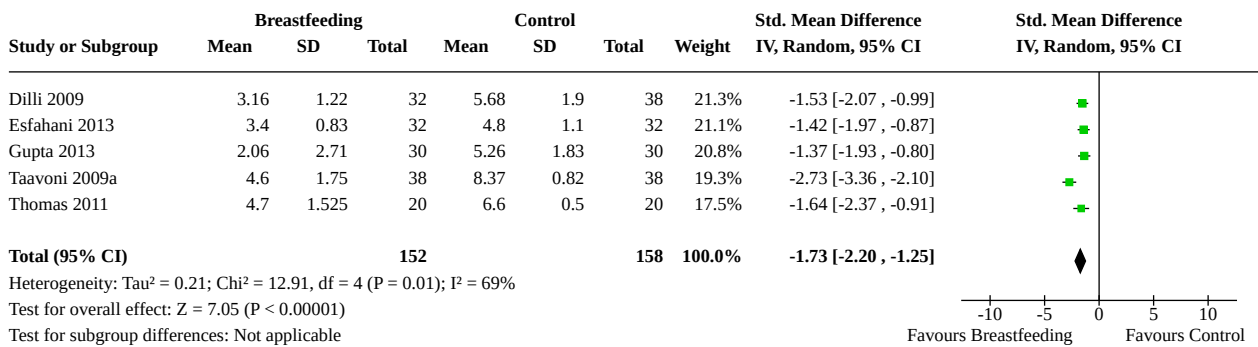 Breastfeeding Control Std. Mean Difference Std. Mean Difference
Study or Subgroup Mean SD Total Mean SD Total Weight IV, Random, 95% CI IV, Random, 95% CI
Dilli 2009 3.16 1.22 32 5.68 1.9 38 21.3% -1.53 [-2.07 , -0.99]
Esfahani 2013 3.4 0.83 32 4.8 1.1 32 21.1% -1.42 [-1.97 , -0.87]
Gupta 2013 2.06 2.71 30 5.26 1.83 30 20.8% -1.37 [-1.93 , -0.80]
Taavoni 2009a 4.6 1.75 38 8.37 0.82 38 19.3% -2.73 [-3.36 , -2.10]
Thomas 2011 4.7 1.525 20 6.6 0.5 20 17.5% -1.64 [-2.37 , -0.91]
Total (95% CI) 152 158 100.0% -1.73 [-2.20 , -1.25]
Heterogeneity: Tau² = 0.21; Chi² = 12.91, df = 4 (P = 0.01); I² = 69%
Test for overall effect: Z = 7.05 (P < 0.00001) -10 -5 0 5 10
Test for subgroup differences: Not applicable Favours Breastfeeding Favours Control